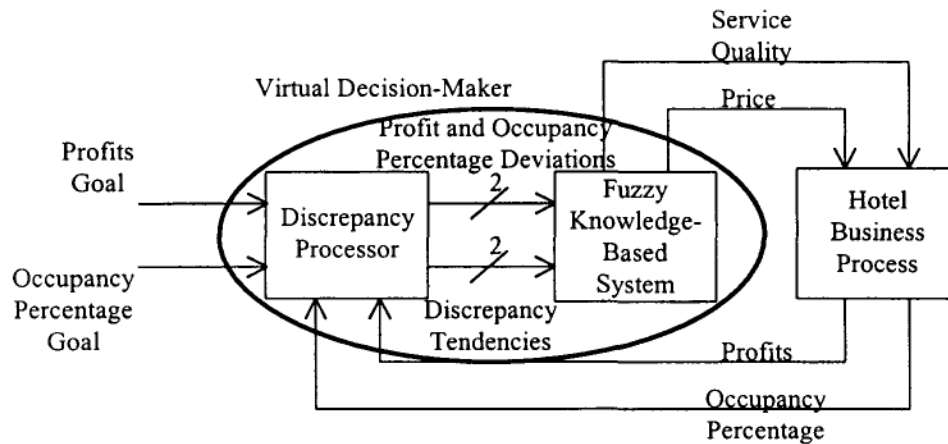 Service
Quality
Virtual Decision-Maker
Price
Profit and Occupancy
Percentage Deviations
Profits
Goal
2
Discrepancy
Processor
Fuzzy
Knowledge-
Based
System
Hotel
Business
Process
2
Occupancy
Percentage
Goal
Discrepancy
Tendencies
Profits
Occupancy
Percentage